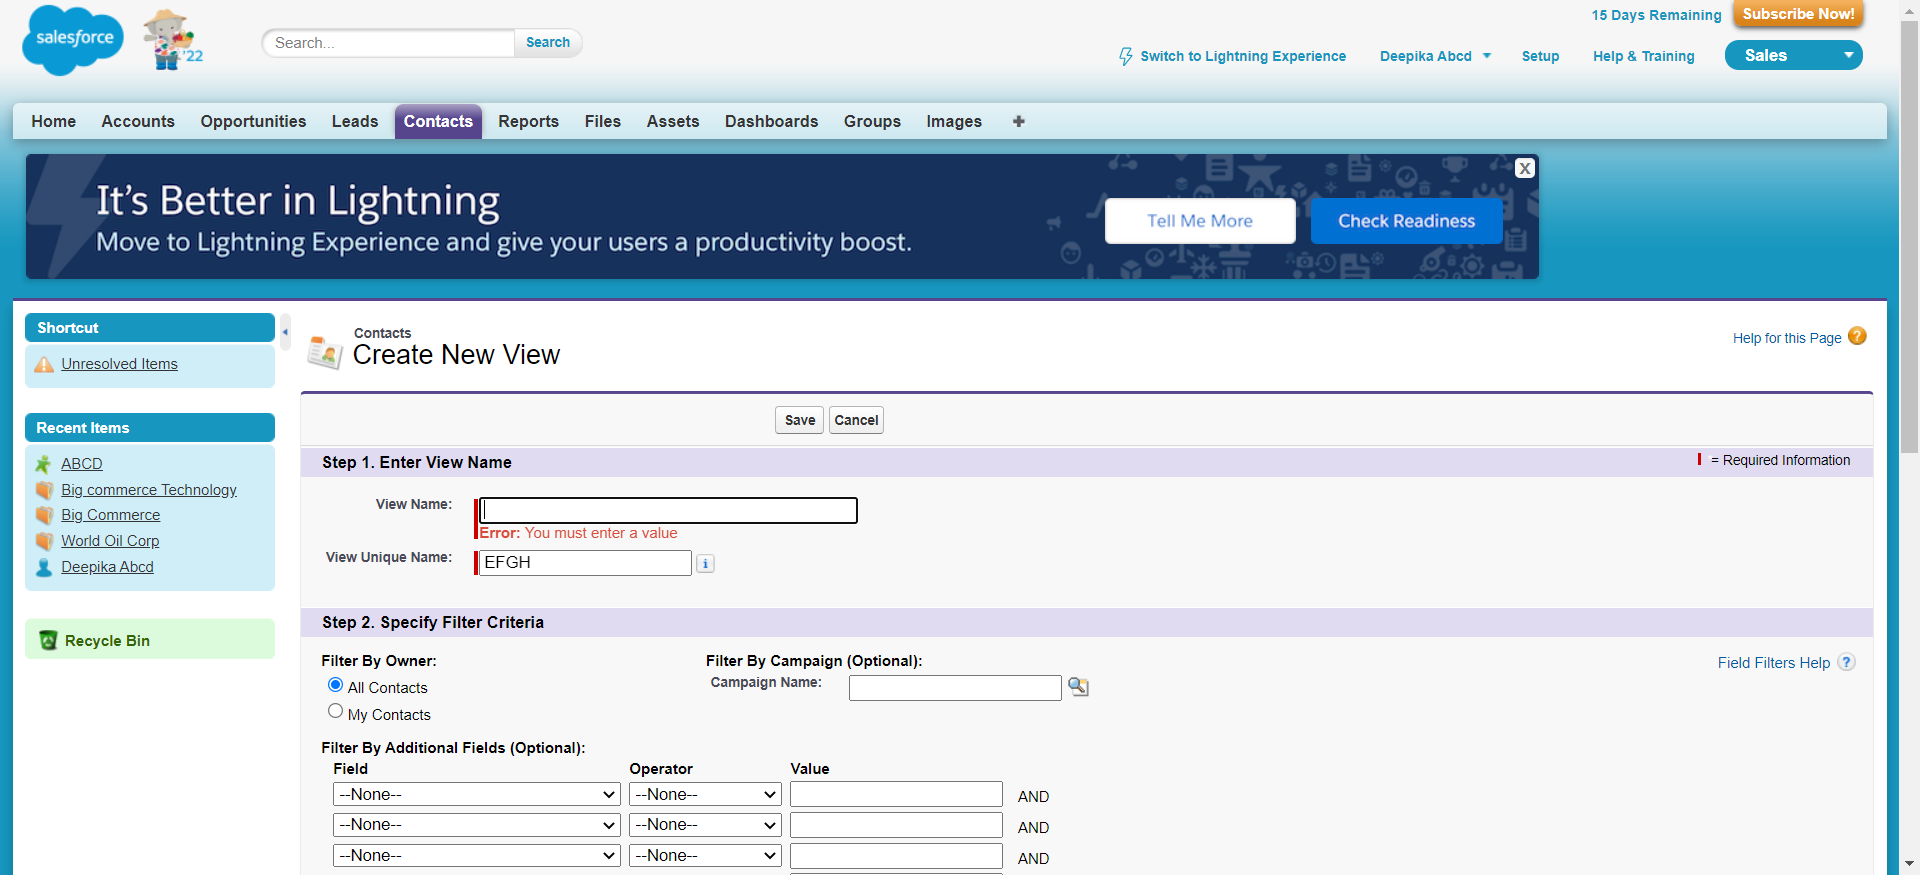 salesforce
'22
Search...
Search
15 Days Remaining
Subscribe Now!
Switch to Lightning Experience
Deepika Abcd
Setup
Help & Training
Sales
Home
Accounts
Opportunities
Leads
Contacts
Reports
Files
Assets
Dashboards
Groups
Images
It's Better in Lightning
Move to Lightning Experience and give your users a productivity boost.
Tell Me More
Check Readiness
X
Shortcut
Unresolved Items
Recent Items
ABCD
Big commerce Technology
Big Commerce
World Oil Corp
Deepika Abcd
Recycle Bin
Contacts
Create New View
Help for this Page
Save
Cancel
Step 1. Enter View Name
= Required Information
View Name:
Error: You must enter a value
View Unique Name:
EFGH
Step 2. Specify Filter Criteria
Filter By Owner:
All Contacts
My Contacts
Filter By Campaign (Optional):
Campaign Name:
Field Filters Help
Filter By Additional Fields (Optional):
Field Operator Value
--None-- --None-- AND
--None-- --None-- AND
--None-- --None-- AND